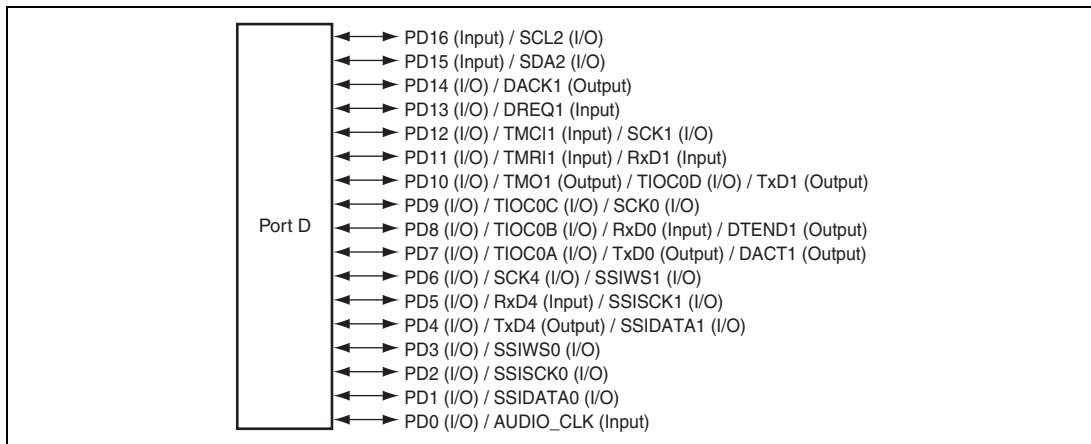 PD16 (Input) / SCL2 (I/O)
PD15 (Input) / SDA2 (I/O)
PD14 (I/O) / DACK1 (Output)
PD13 (I/O) / DREQ1 (Input)
PD12 (I/O) / TMCI1 (Input) / SCK1 (I/O)
PD11 (I/O) / TMRI1 (Input) / RxD1 (Input)
PD10 (I/O) / TMO1 (Output) / TIOC0D (I/O) / TxD1 (Output)
PD9 (I/O) / TIOC0C (I/O) / SCK0 (I/O)
Port D
PD8 (I/O) / TIOC0B (I/O) / RxD0 (Input) / DTEND1 (Output)
PD7 (I/O) / TIOC0A (I/O) / TxD0 (Output) / DACT1 (Output)
PD6 (I/O) / SCK4 (I/O) / SSIWS1 (I/O)
PD5 (I/O) / RxD4 (Input) / SSISCK1 (I/O)
PD4 (I/O) / TxD4 (Output) / SSIDATA1 (I/O)
PD3 (I/O) / SSIWS0 (I/O)
PD2 (I/O) / SSISCK0 (I/O)
PD1 (I/O) / SSIDATA0 (I/O)
PD0 (I/O) / AUDIO_CLK (Input)